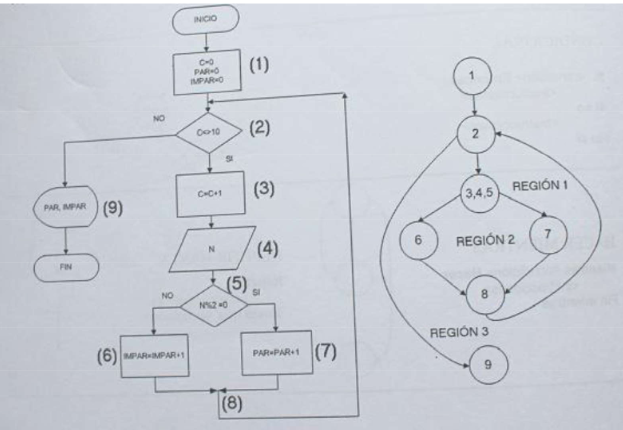 INICIO
C=0
PAR=0
IMPAR=0
(1)
NO
C<>10
(2)
SI
C=C+1
(3)
PAR, IMPAR
(9)
N
(4)
FIN
(5)
NO
N%2=0
SI
(6)
IMPAR=IMPAR+1
PAR=PAR+1
(7)
(8)
1
2
3,4,5
REGIÓN 1
6
REGIÓN 2
7
8
REGIÓN 3
9